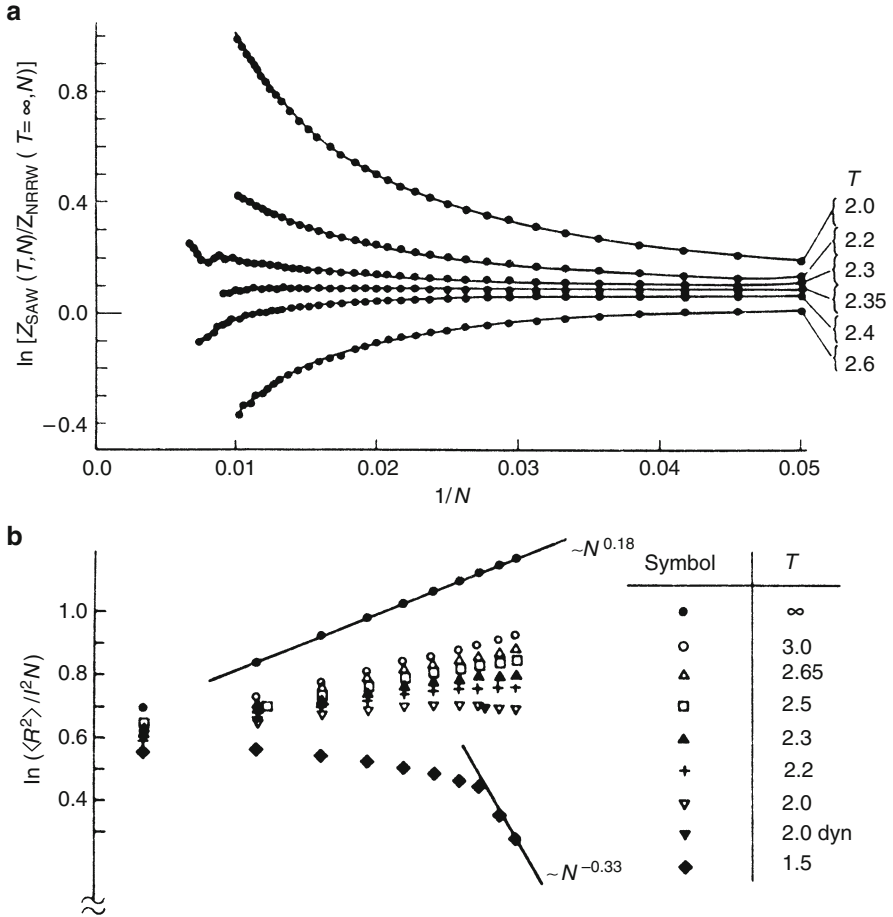 a
ln [Z_SAW (T,N)/Z_NRRW ( T = ∞, N)]
0.8
0.4
0.0
−0.4
T
2.0
2.2
2.3
2.35
2.4
2.6
0.0 0.01 0.02 0.03 0.04 0.05
1/N
b
ln (⟨R²⟩/l²N)
1.0
0.8
0.6
0.4
~N^0.18
~N^−0.33
Symbol T
● ∞
○ 3.0
△ 2.65
□ 2.5
▲ 2.3
+ 2.2
▽ 2.0
▼ 2.0 dyn
◆ 1.5